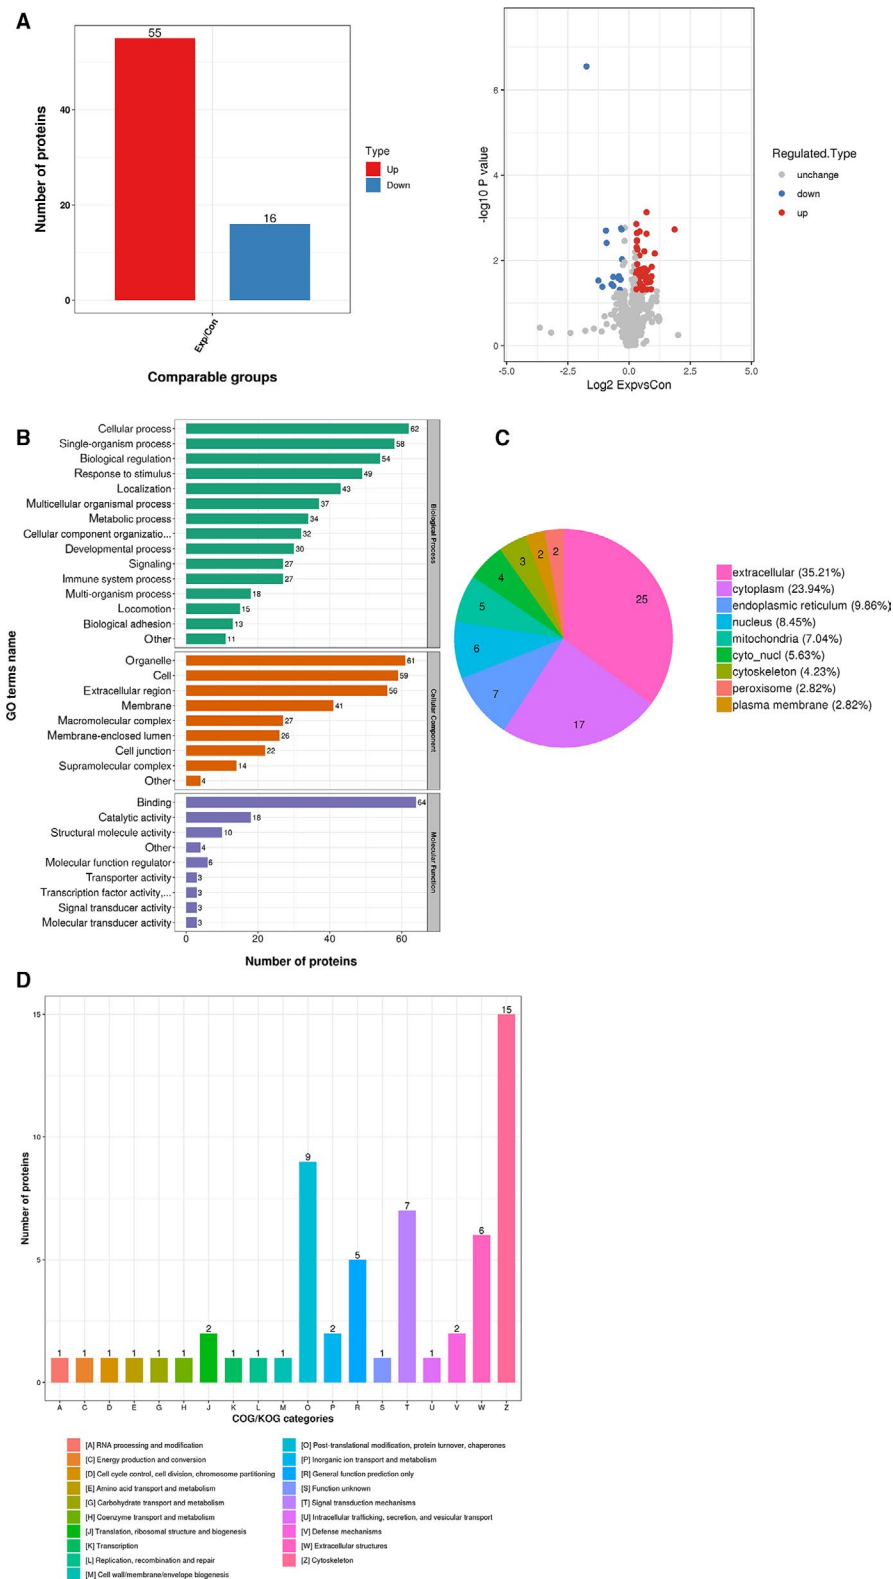 A
55
16
40
20
0
Number of proteins
Exp/Con
Comparable groups
Type
Up
Down
6
4
2
0
-log10 P value
-5.0 -2.5 0.0 2.5 5.0
Log2 ExpvsCon
Regulated.Type
unchange
down
up
B
GO terms name
Cellular process 62
Single-organism process 58
Biological regulation 54
Response to stimulus 49
Localization 43
Multicellular organismal process 37
Metabolic process 34
Cellular component organizatio... 32
Developmental process 30
Signaling 27
Immune system process 27
Multi-organism process 18
Locomotion 15
Biological adhesion 13
Other 11
Biological Process
Organelle 61
Cell 59
Extracellular region 56
Membrane 41
Macromolecular complex 27
Membrane-enclosed lumen 26
Cell junction 22
Supramolecular complex 14
Other 4
Cellular Component
Binding 64
Catalytic activity 18
Structural molecule activity 10
Other 4
Molecular function regulator 6
Transporter activity 3
Transcription factor activity,... 3
Signal transducer activity 3
Molecular transducer activity 3
Molecular Function
0 20 40 60
Number of proteins
C
25
17
7
6
5
4
3
2
2
extracellular (35.21%)
cytoplasm (23.94%)
endoplasmic reticulum (9.86%)
nucleus (8.45%)
mitochondria (7.04%)
cyto_nucl (5.63%)
cytoskeleton (4.23%)
peroxisome (2.82%)
plasma membrane (2.82%)
D
15
10
5
0
Number of proteins
1 1 1 1 1 1 2 1 1 1 9 2 5 1 7 1 2 6 15
A C D E G H J K L M O P R S T U V W Z
COG/KOG categories
[A] RNA processing and modification
[C] Energy production and conversion
[D] Cell cycle control, cell division, chromosome partitioning
[E] Amino acid transport and metabolism
[G] Carbohydrate transport and metabolism
[H] Coenzyme transport and metabolism
[J] Translation, ribosomal structure and biogenesis
[K] Transcription
[L] Replication, recombination and repair
[M] Cell wall/membrane/envelope biogenesis
[O] Post-translational modification, protein turnover, chaperones
[P] Inorganic ion transport and metabolism
[R] General function prediction only
[S] Function unknown
[T] Signal transduction mechanisms
[U] Intracellular trafficking, secretion, and vesicular transport
[V] Defense mechanisms
[W] Extracellular structures
[Z] Cytoskeleton